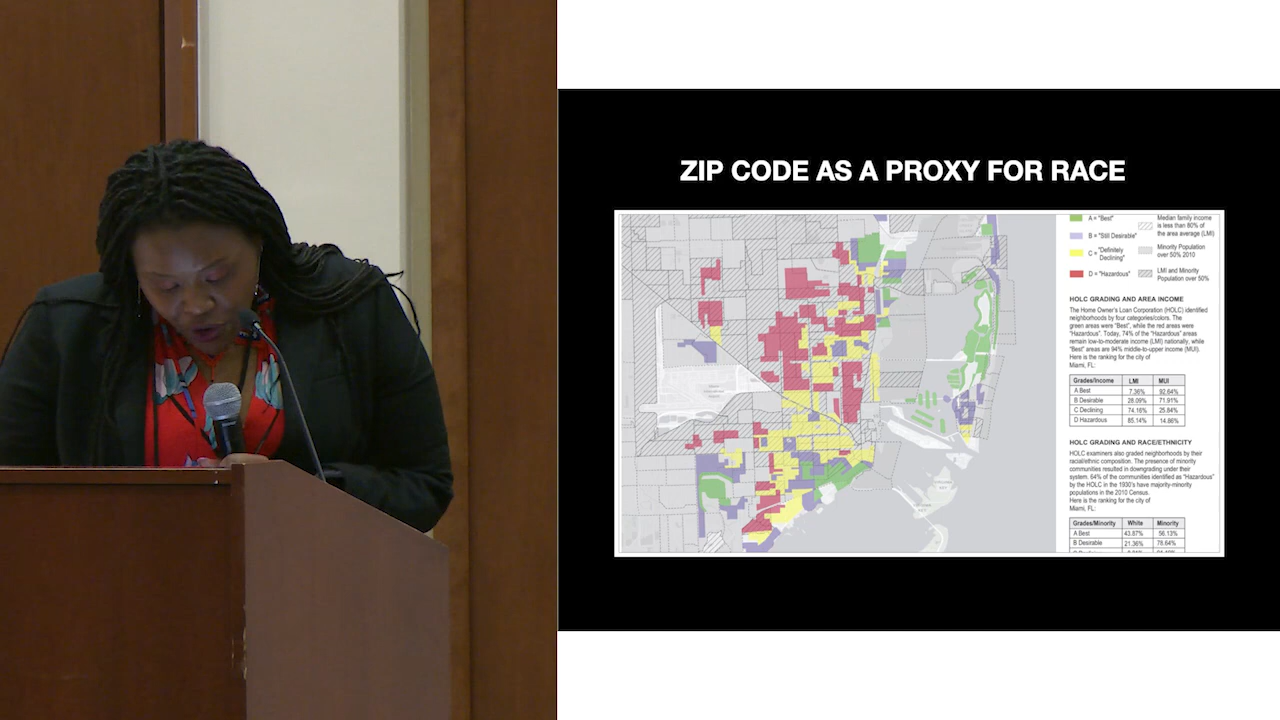 ZIP CODE AS A PROXY FOR RACE
A = "Best"
B = "Still Desirable"
C = "Definitely
Declining"
D = "Hazardous"
Median family income
is less than 80% of
the area average (LMI)
Minority Population
over 50% 2010
LMI and Minority
Population over 50%
HOLC GRADING AND AREA INCOME
The Home Owner's Loan Corporation (HOLC) identified
neighborhoods by four categories/colors. The
green areas were "Best", while the red areas were
"Hazardous". Today, 74% of the "Hazardous" areas
remain low-to-moderate income (LMI) nationally, while
"Best" areas are 94% middle-to-upper income (MUI).
Here is the ranking for the city of
Miami, FL:
Grades/Income LMI MUI
A Best 7.36% 92.64%
B Desirable 28.09% 71.91%
C Declining 74.16% 25.84%
D Hazardous 85.14% 14.86%
HOLC GRADING AND RACE/ETHNICITY
HOLC examiners also graded neighborhoods by their
racial/ethnic composition. The presence of minority
communities resulted in downgrading under their
system. 64% of the communities identified as "Hazardous"
by the HOLC in the 1930's have majority-minority
populations in the 2010 Census.
Here is the ranking for the city of
Miami, FL:
Grades/Minority White Minority
A Best 43.87% 56.13%
B Desirable 21.36% 78.64%